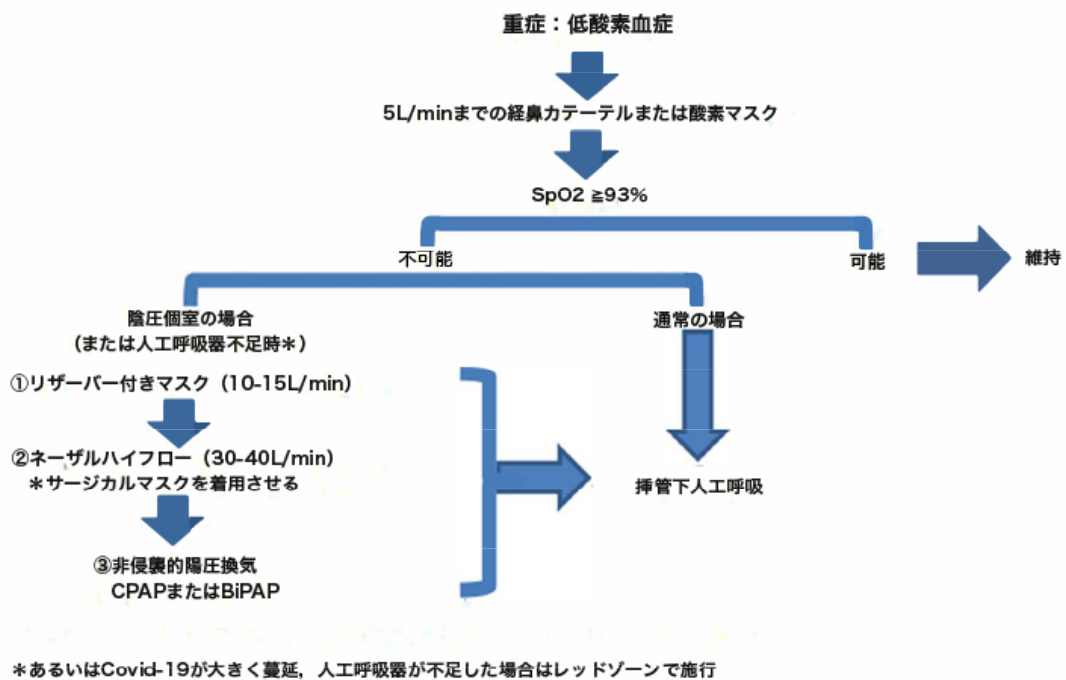 重症：低酸素血症
5L/minまでの経鼻カテーテルまたは酸素マスク
SpO2 ≧93%
不可能
可能
維持
陰圧個室の場合
（または人工呼吸器不足時＊）
通常の場合
①リザーバー付きマスク（10-15L/min）
②ネーザルハイフロー（30-40L/min）
＊サージカルマスクを着用させる
挿管下人工呼吸
③非侵襲的陽圧換気
CPAPまたはBiPAP
＊あるいはCovid-19が大きく蔓延，人工呼吸器が不足した場合はレッドゾーンで施行